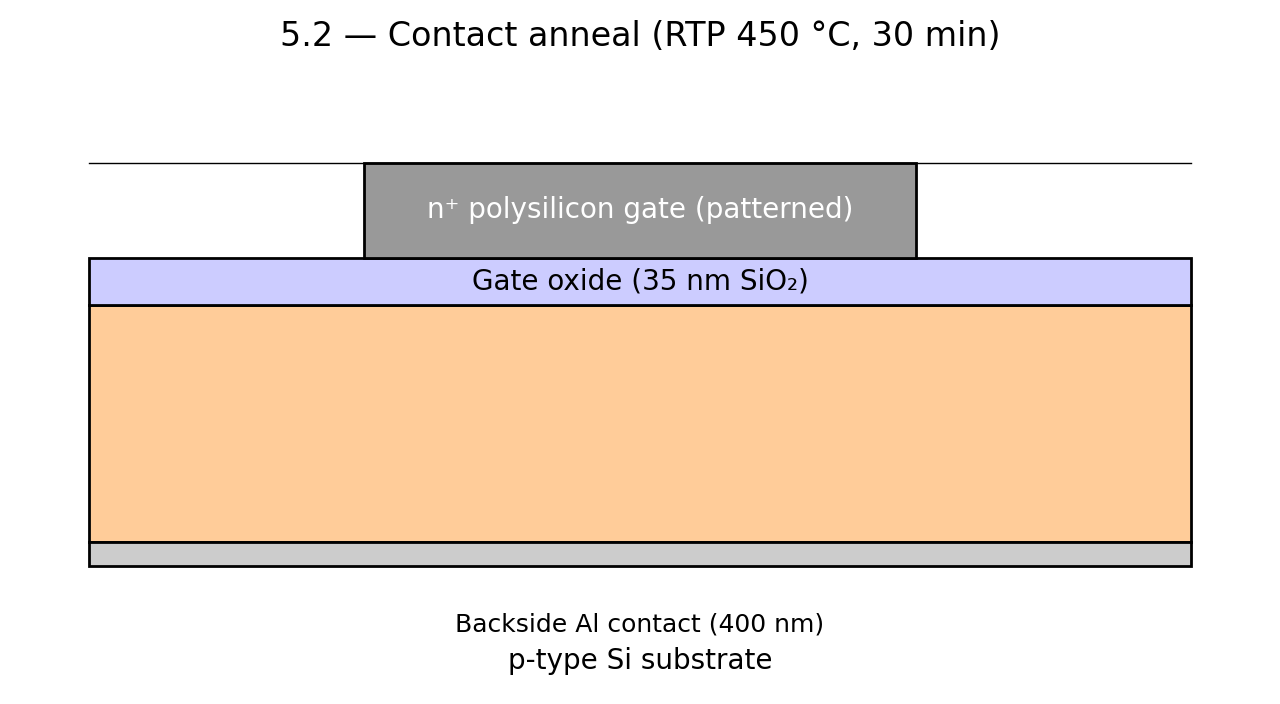 5.2 — Contact anneal (RTP 450 °C, 30 min)
n⁺ polysilicon gate (patterned)
Gate oxide (35 nm SiO₂)
Backside Al contact (400 nm)
p-type Si substrate